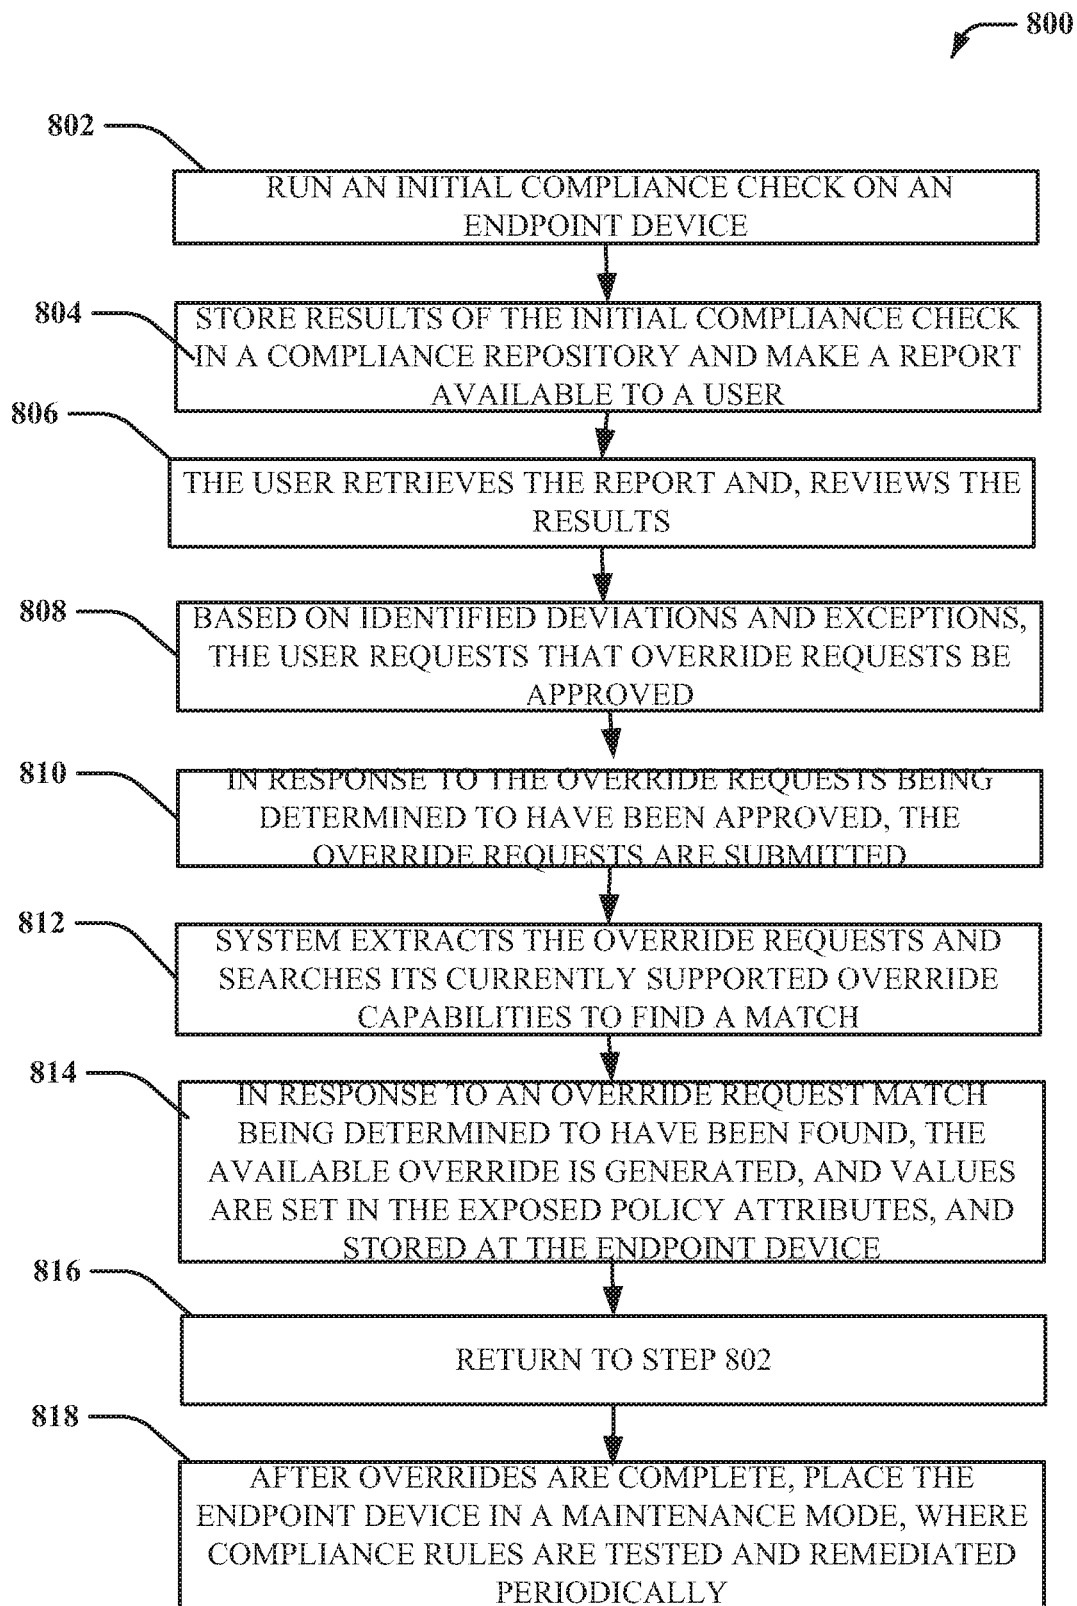 800
802
RUN AN INITIAL COMPLIANCE CHECK ON AN
ENDPOINT DEVICE
804
STORE RESULTS OF THE INITIAL COMPLIANCE CHECK
IN A COMPLIANCE REPOSITORY AND MAKE A REPORT
AVAILABLE TO A USER
806
THE USER RETRIEVES THE REPORT AND, REVIEWS THE
RESULTS
808
BASED ON IDENTIFIED DEVIATIONS AND EXCEPTIONS,
THE USER REQUESTS THAT OVERRIDE REQUESTS BE
APPROVED
810
IN RESPONSE TO THE OVERRIDE REQUESTS BEING
DETERMINED TO HAVE BEEN APPROVED, THE
OVERRIDE REQUESTS ARE SUBMITTED
812
SYSTEM EXTRACTS THE OVERRIDE REQUESTS AND
SEARCHES ITS CURRENTLY SUPPORTED OVERRIDE
CAPABILITIES TO FIND A MATCH
814
IN RESPONSE TO AN OVERRIDE REQUEST MATCH
BEING DETERMINED TO HAVE BEEN FOUND, THE
AVAILABLE OVERRIDE IS GENERATED, AND VALUES
ARE SET IN THE EXPOSED POLICY ATTRIBUTES, AND
STORED AT THE ENDPOINT DEVICE
816
RETURN TO STEP 802
818
AFTER OVERRIDES ARE COMPLETE, PLACE THE
ENDPOINT DEVICE IN A MAINTENANCE MODE, WHERE
COMPLIANCE RULES ARE TESTED AND REMEDIATED
PERIODICALLY